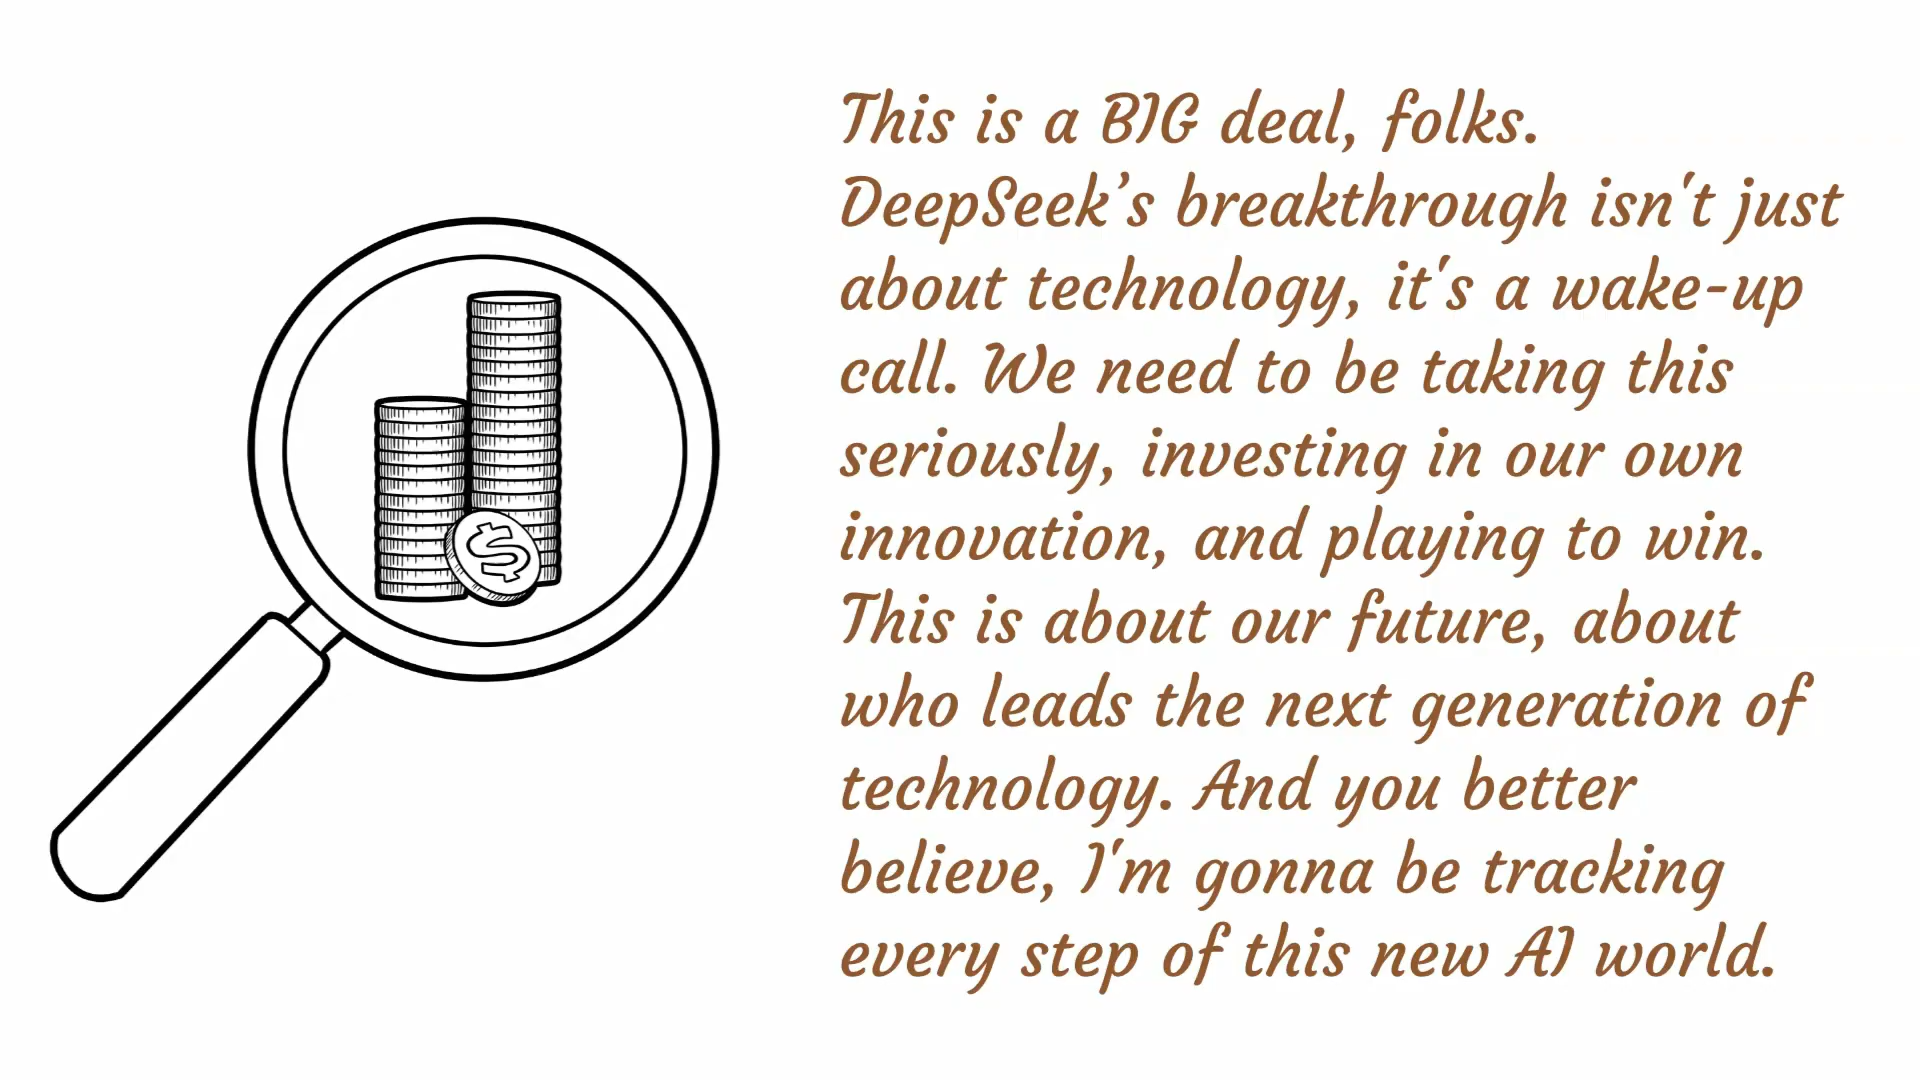 This is a BIG deal, folks.
DeepSeek’s breakthrough isn't just
about technology, it's a wake-up
call. We need to be taking this
seriously, investing in our own
innovation, and playing to win.
This is about our future, about
who leads the next generation of
technology. And you better
believe, I'm gonna be tracking
every step of this new AI world.
$